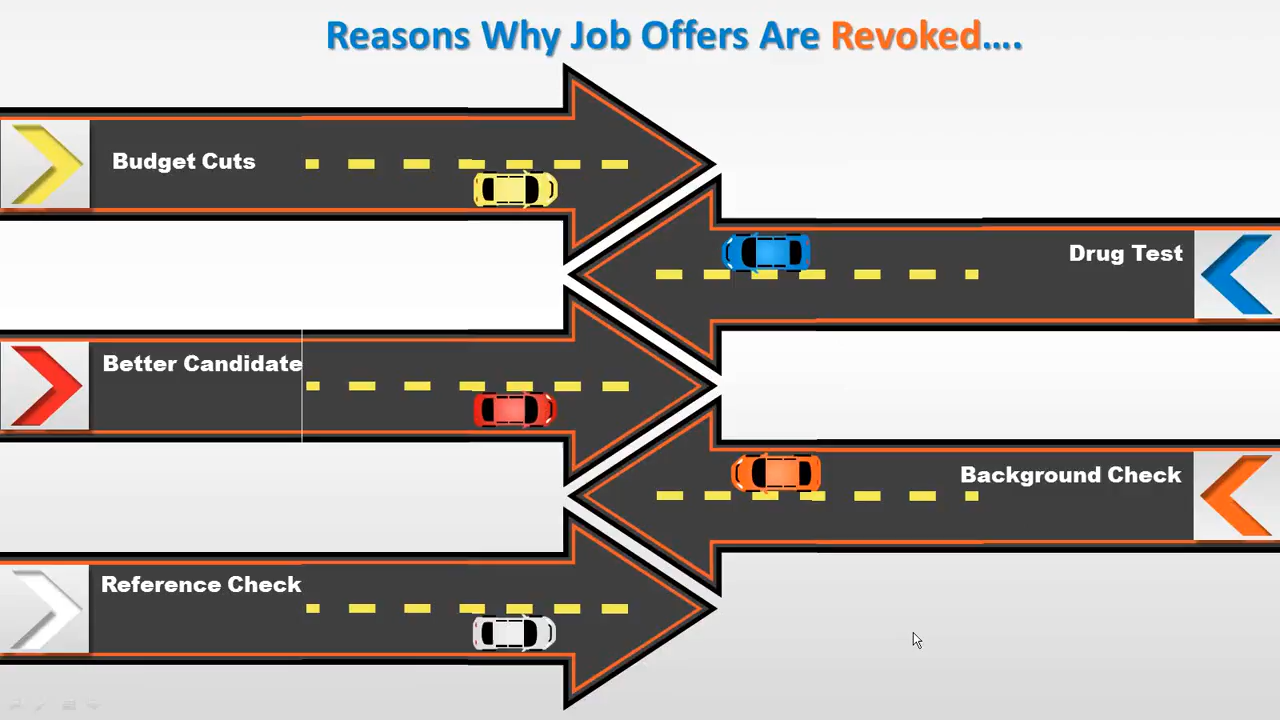 Reasons Why Job Offers Are Revoked....
Budget Cuts
Drug Test
Better Candidate
Background Check
Reference Check